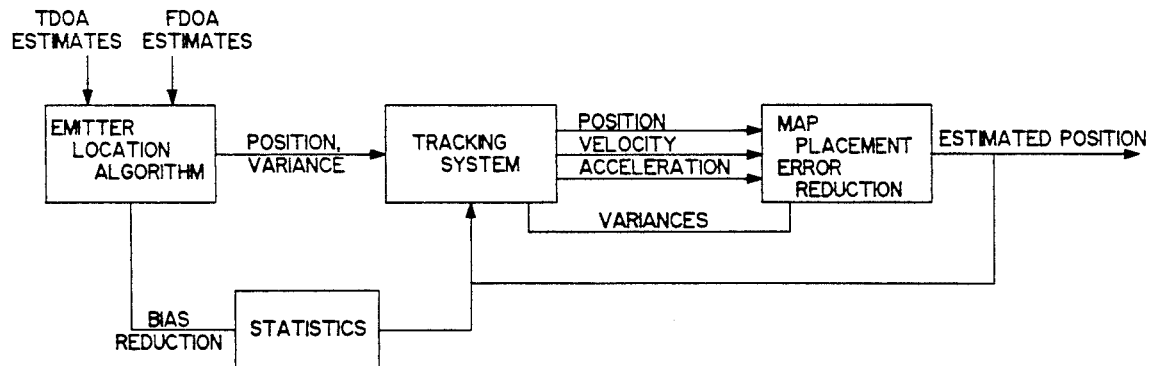 TDOA
ESTIMATES
FDOA
ESTIMATES
EMITTER
LOCATION
ALGORITHM
POSITION,
VARIANCE
TRACKING
SYSTEM
POSITION
VELOCITY
ACCELERATION
VARIANCES
MAP
PLACEMENT
ERROR
REDUCTION
ESTIMATED POSITION
BIAS
REDUCTION
STATISTICS